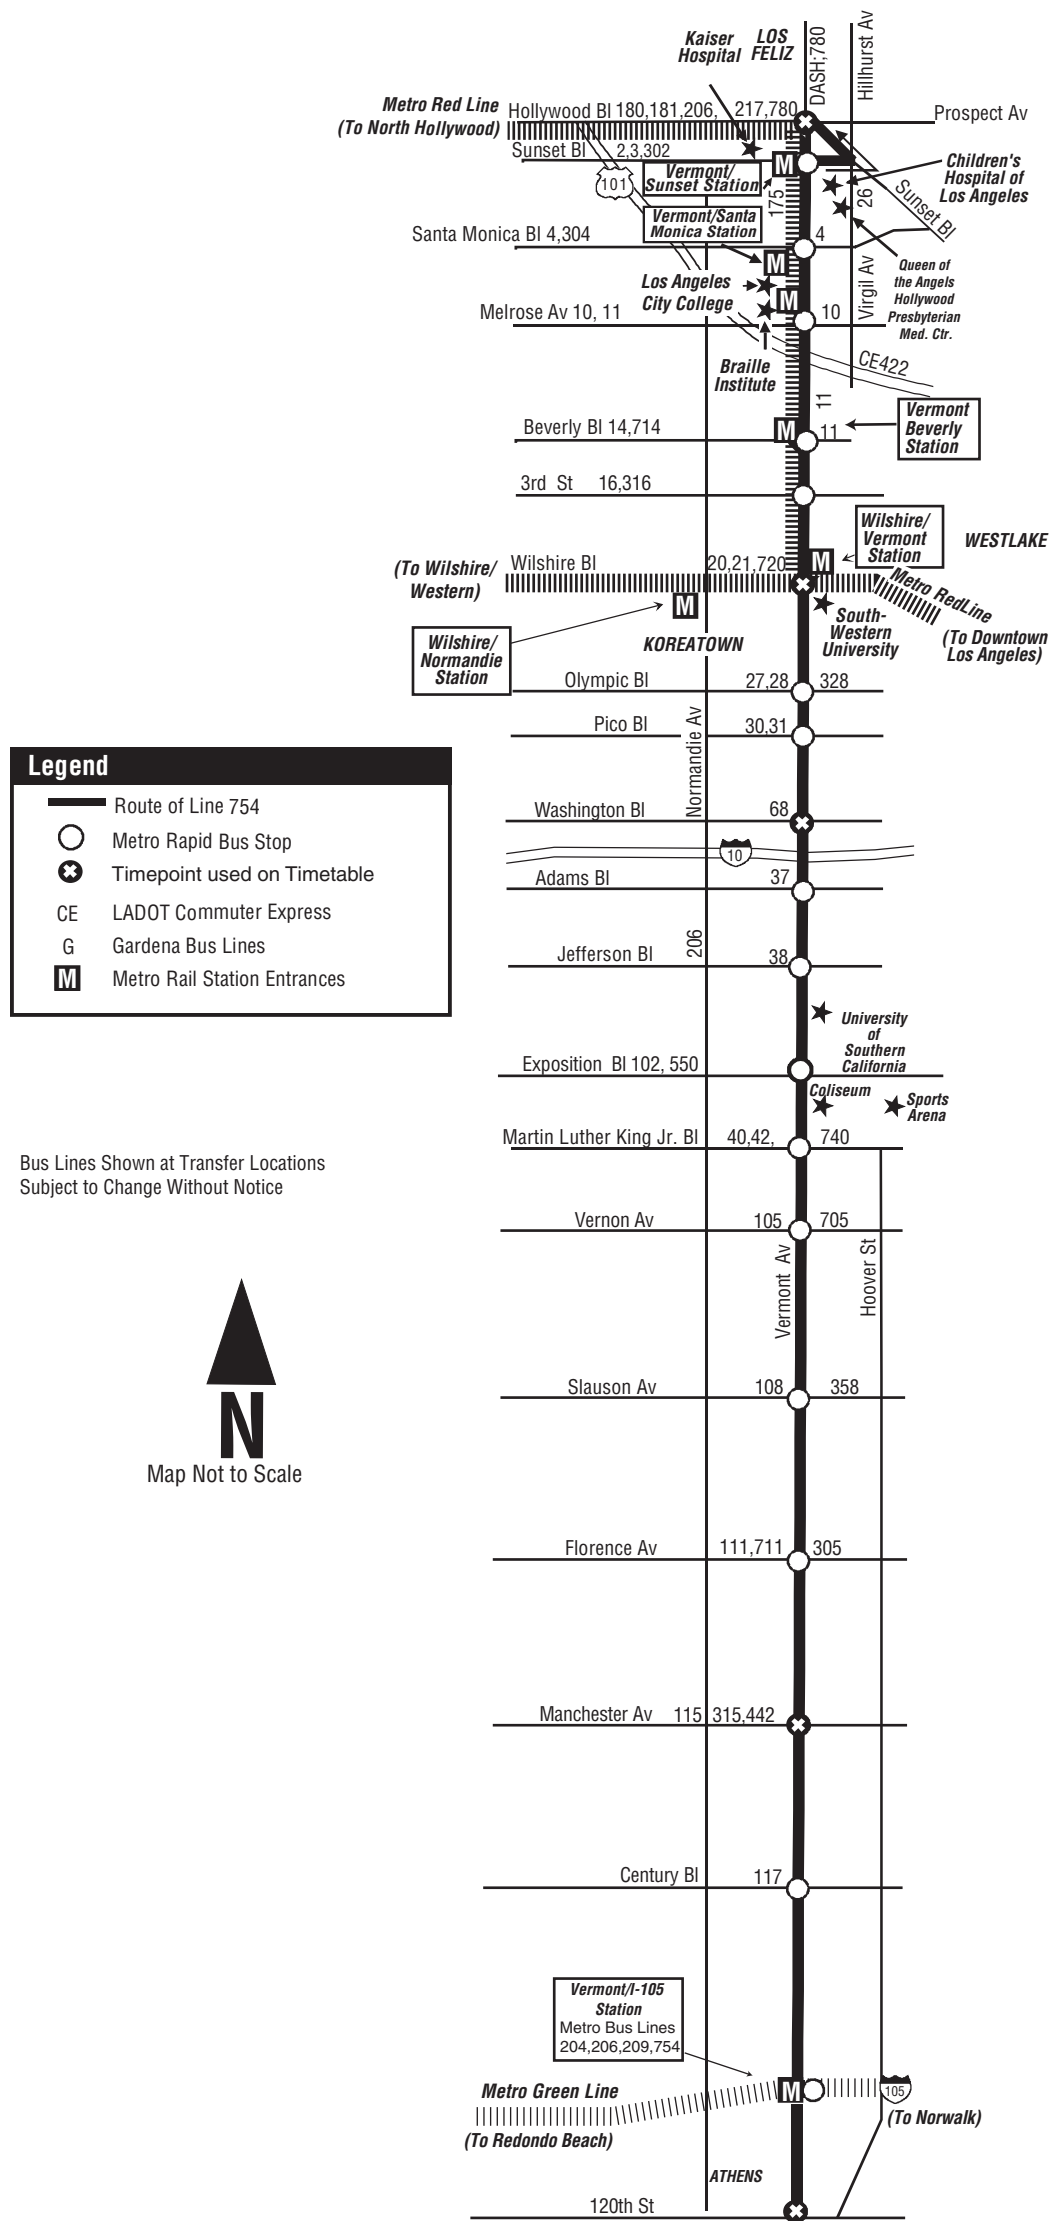 Kaiser
Hospital
LOS
FELIZ
DASH;780
Hillhurst Av
Metro Red Line
(To North Hollywood)
Hollywood Bl 180,181,206, 217,780
Prospect Av
Sunset Bl 2,3,302
101
Vermont/
Sunset Station
M
175
26
Children's
Hospital of
Los Angeles
Sunset Bl
Vermont/Santa
Monica Station
Santa Monica Bl 4,304
4
M
Los Angeles
City College
M
Virgil Av
Queen of
the Angels
Hollywood
Presbyterian
Med. Ctr.
Melrose Av 10, 11
10
Braille
Institute
CE422
11
Vermont
Beverly
Station
Beverly Bl 14,714
M
11
3rd St 16,316
Wilshire/
Vermont
Station
WESTLAKE
(To Wilshire/
Western)
Wilshire Bl 20,21,720
M
Metro RedLine
(To Downtown
Los Angeles)
M
South-
Western
University
Wilshire/
Normandie
Station
KOREATOWN
Olympic Bl 27,28 328
Normandie Av
Pico Bl 30,31
Legend
Route of Line 754
Metro Rapid Bus Stop
Timepoint used on Timetable
CE LADOT Commuter Express
G Gardena Bus Lines
M Metro Rail Station Entrances
Washington Bl 68
10
Adams Bl 37
206
Jefferson Bl 38
University
of
Southern
California
Exposition Bl 102, 550
Coliseum
Sports
Arena
Martin Luther King Jr. Bl 40,42, 740
Bus Lines Shown at Transfer Locations
Subject to Change Without Notice
Vernon Av 105 705
Vermont Av
Hoover St
N
Map Not to Scale
Slauson Av 108 358
Florence Av 111,711 305
Manchester Av 115 315,442
Century Bl 117
Vermont/I-105
Station
Metro Bus Lines
204,206,209,754
Metro Green Line
(To Redondo Beach)
M
105
(To Norwalk)
ATHENS
120th St